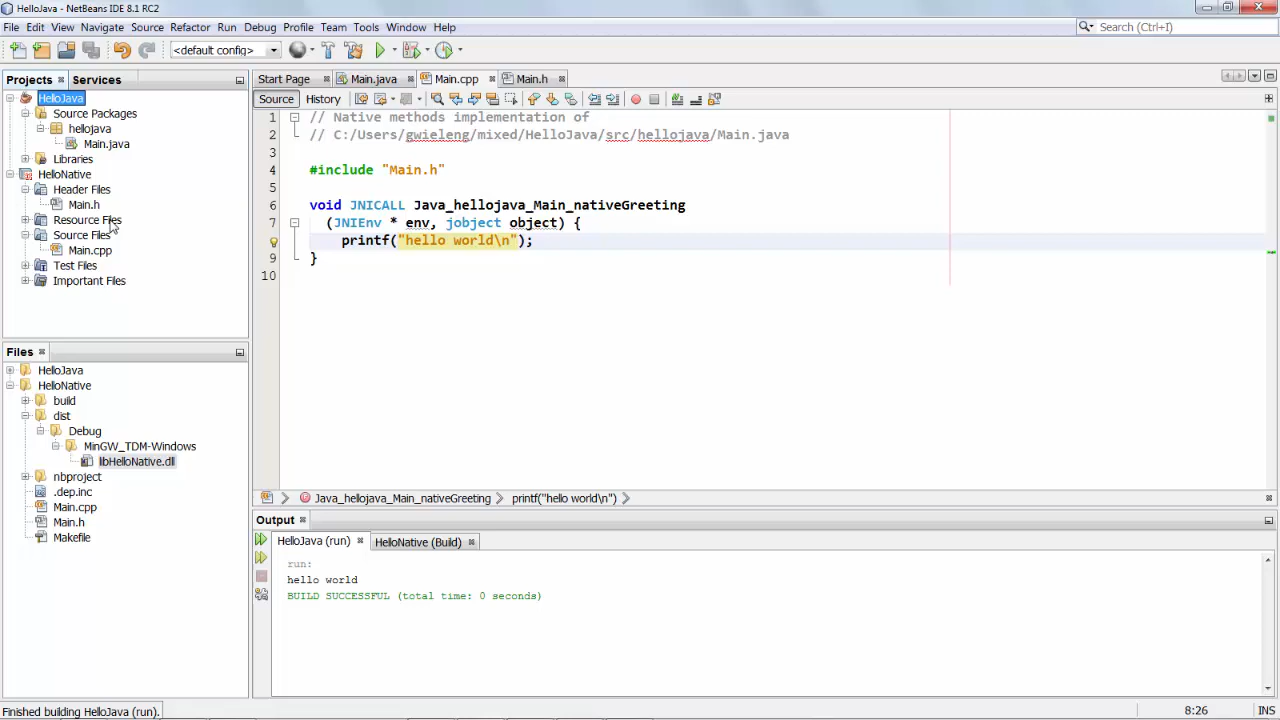 HelloJava - NetBeans IDE 8.1 RC2
File Edit View Navigate Source Refactor Run Debug Profile Team Tools Window Help
Search (Ctrl+I)
<default config>
Projects Services
HelloJava
Source Packages
hellojava
Main.java
Libraries
HelloNative
Header Files
Main.h
Resource Files
Source Files
Main.cpp
Test Files
Important Files
Files
HelloJava
HelloNative
build
dist
Debug
MinGW_TDM-Windows
libHelloNative.dll
nbproject
.dep.inc
Main.cpp
Main.h
Makefile
Start Page Main.java Main.cpp Main.h
Source History
1 // Native methods implementation of
2 // C:/Users/gwieleng/mixed/HelloJava/src/hellojava/Main.java
3
4 #include "Main.h"
5
6 void JNICALL Java_hellojava_Main_nativeGreeting
7 (JNIEnv * env, jobject object) {
printf("hello world\n");
9 }
10
Java_hellojava_Main_nativeGreeting printf("hello world\n")
Output
HelloJava (run) HelloNative (Build)
run:
hello world
BUILD SUCCESSFUL (total time: 0 seconds)
Finished building HelloJava (run).
8:26 INS